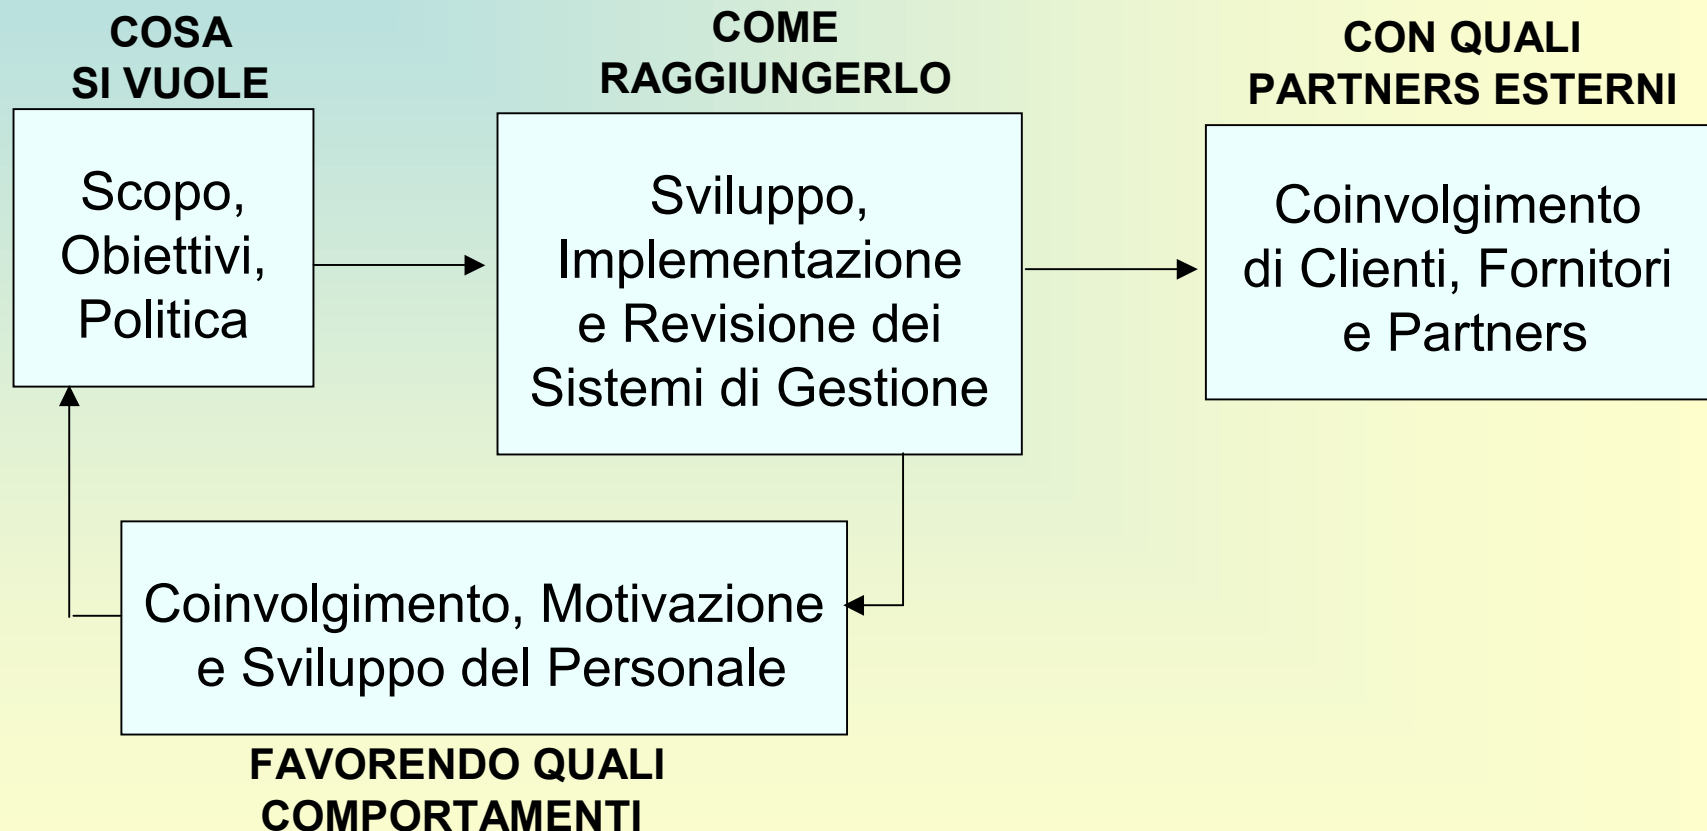 COSA
SI VUOLE
Scopo,
Obiettivi,
Politica
COME
RAGGIUNGERLO
Sviluppo,
Implementazione
e Revisione dei
Sistemi di Gestione
CON QUALI
PARTNERS ESTERNI
Coinvolgimento
di Clienti, Fornitori
e Partners
Coinvolgimento, Motivazione
e Sviluppo del Personale
FAVORENDO QUALI
COMPORTAMENTI